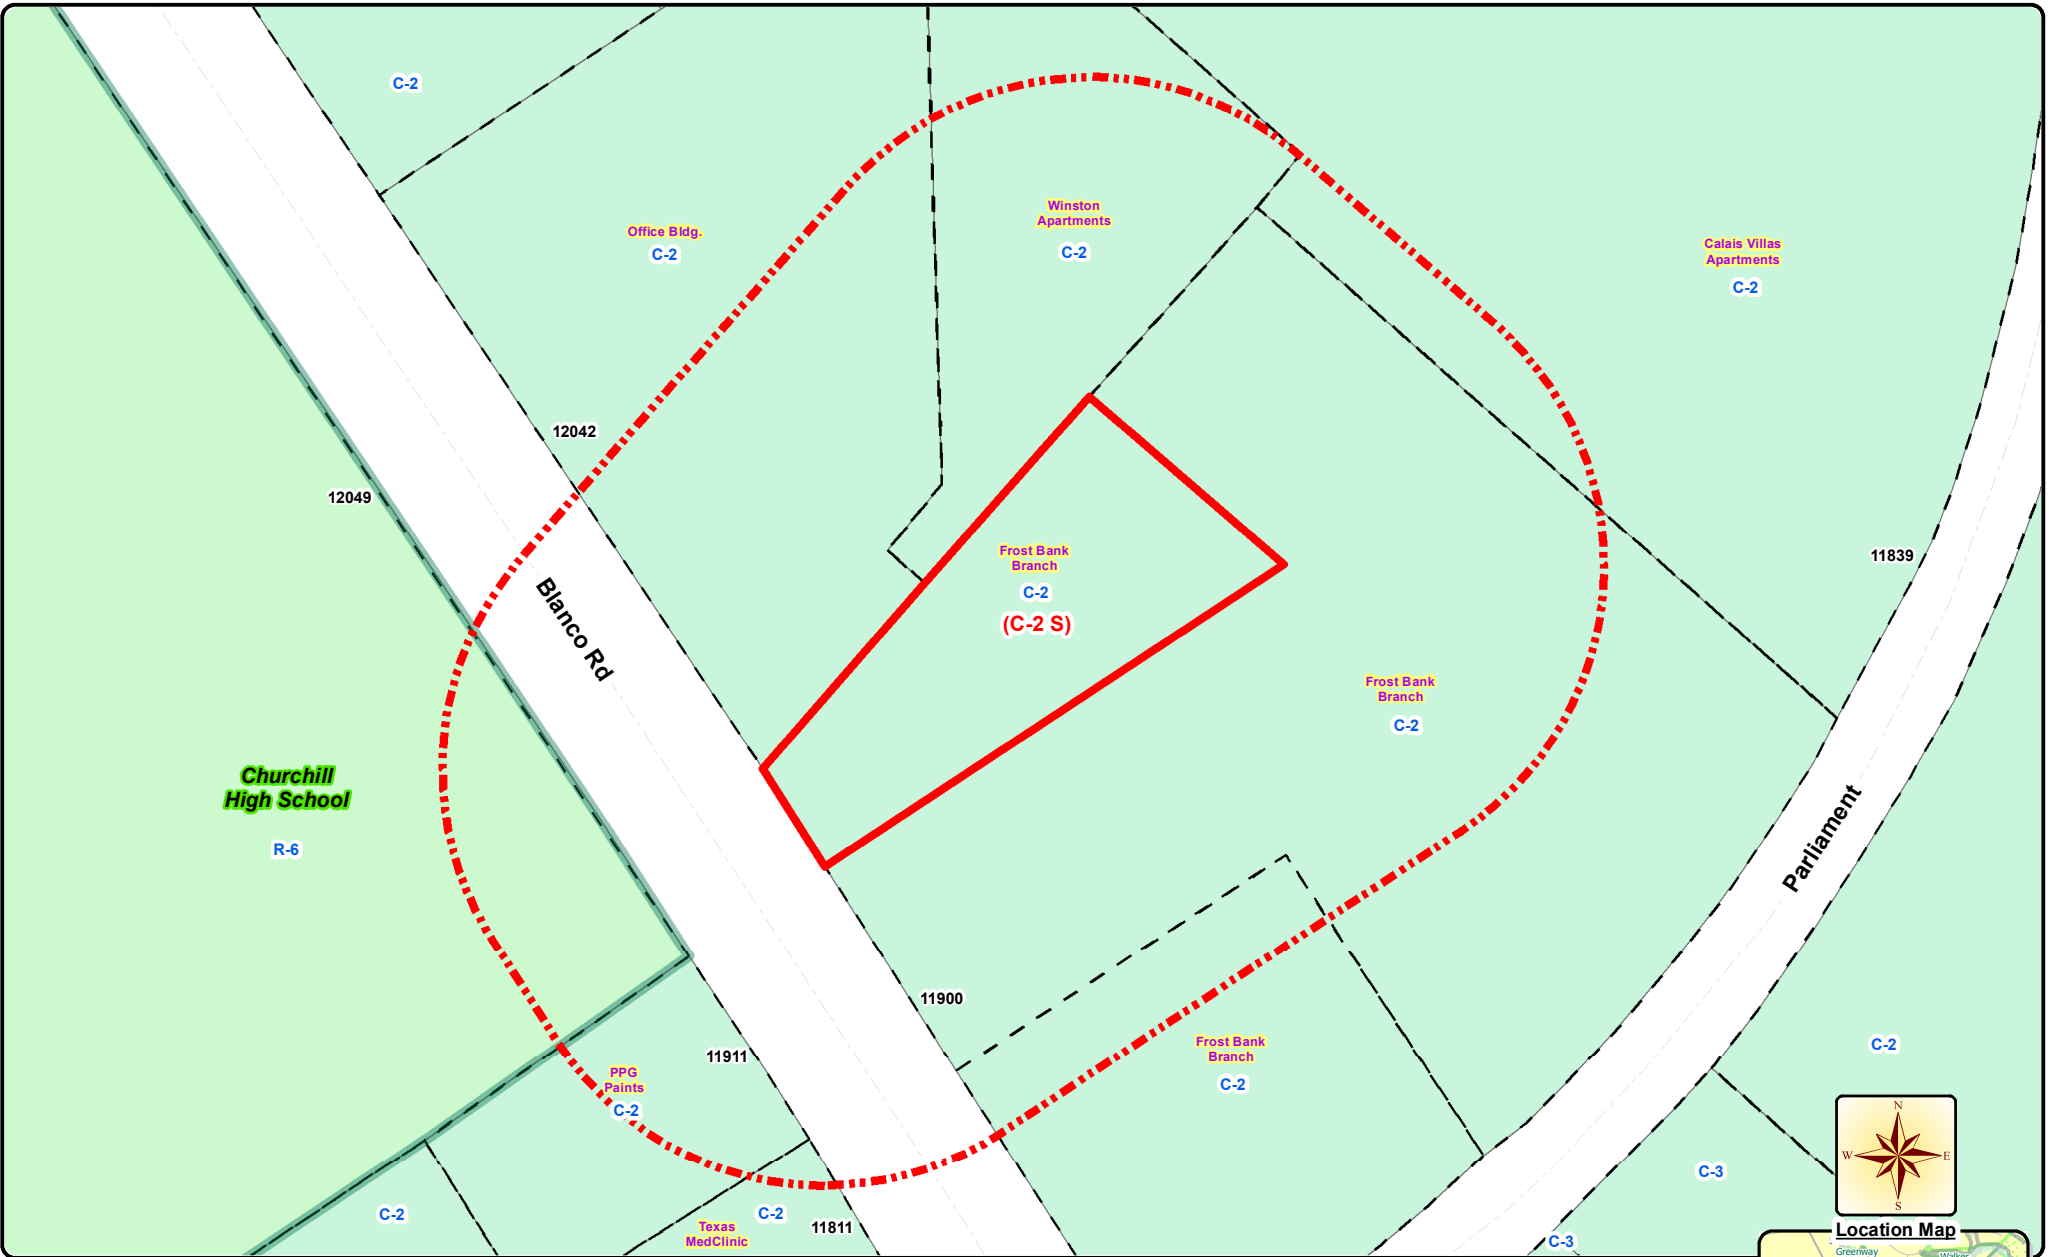 C-2
Office Bldg.
C-2
Winston
Apartments
C-2
Calais Villas
Apartments
C-2
12042
12049
11839
Blanco Rd
Frost Bank
Branch
C-2
(C-2 S)
Frost Bank
Branch
C-2
Churchill
High School
R-6
Parliament
11900
11911
Frost Bank
Branch
C-2
PPG
Paints
C-2
C-2
C-2
Texas
MedClinic
C-2
11811
C-3
C-3
N
W
E
S
Location Map
Greenway
Walker